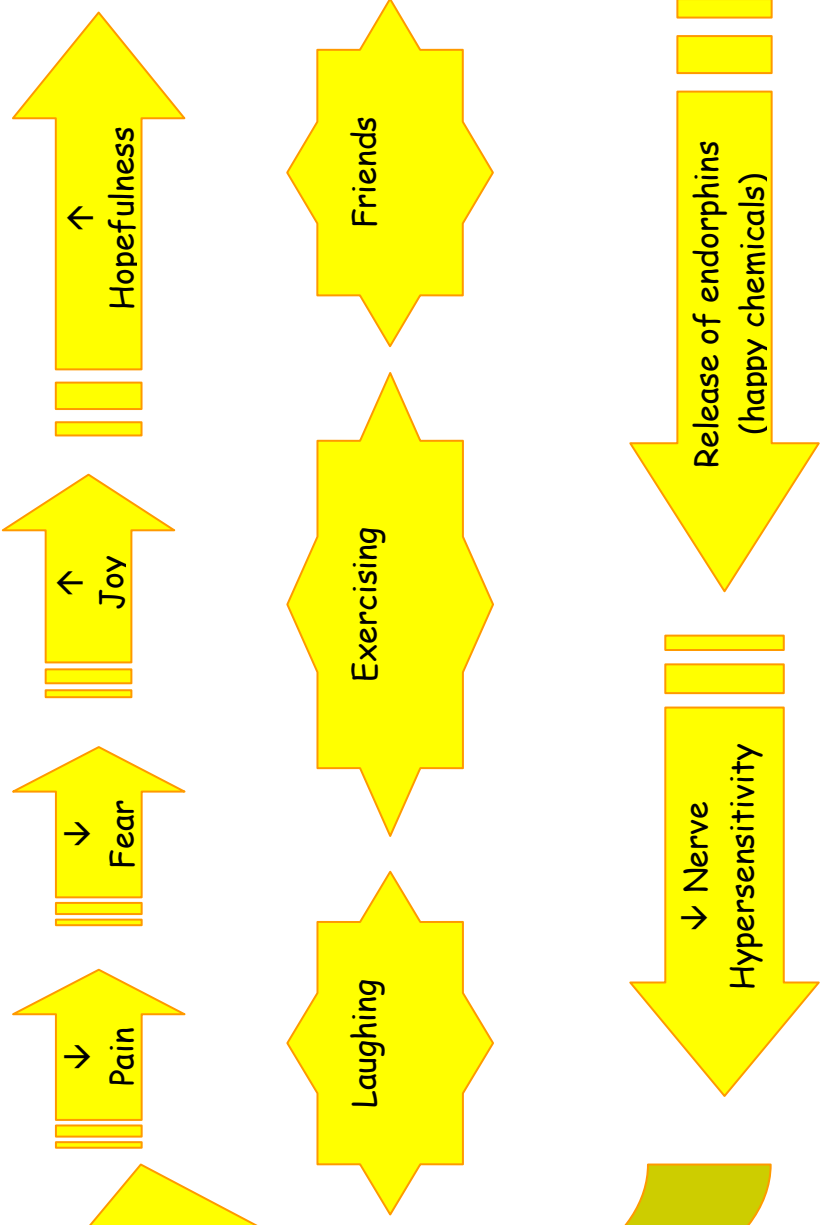 ↓
Pain
↓
Fear
↑
Joy
↑
Hopefulness
Laughing
Exercising
Friends
↓ Nerve
Hypersensitivity
Release of endorphins
(happy chemicals)